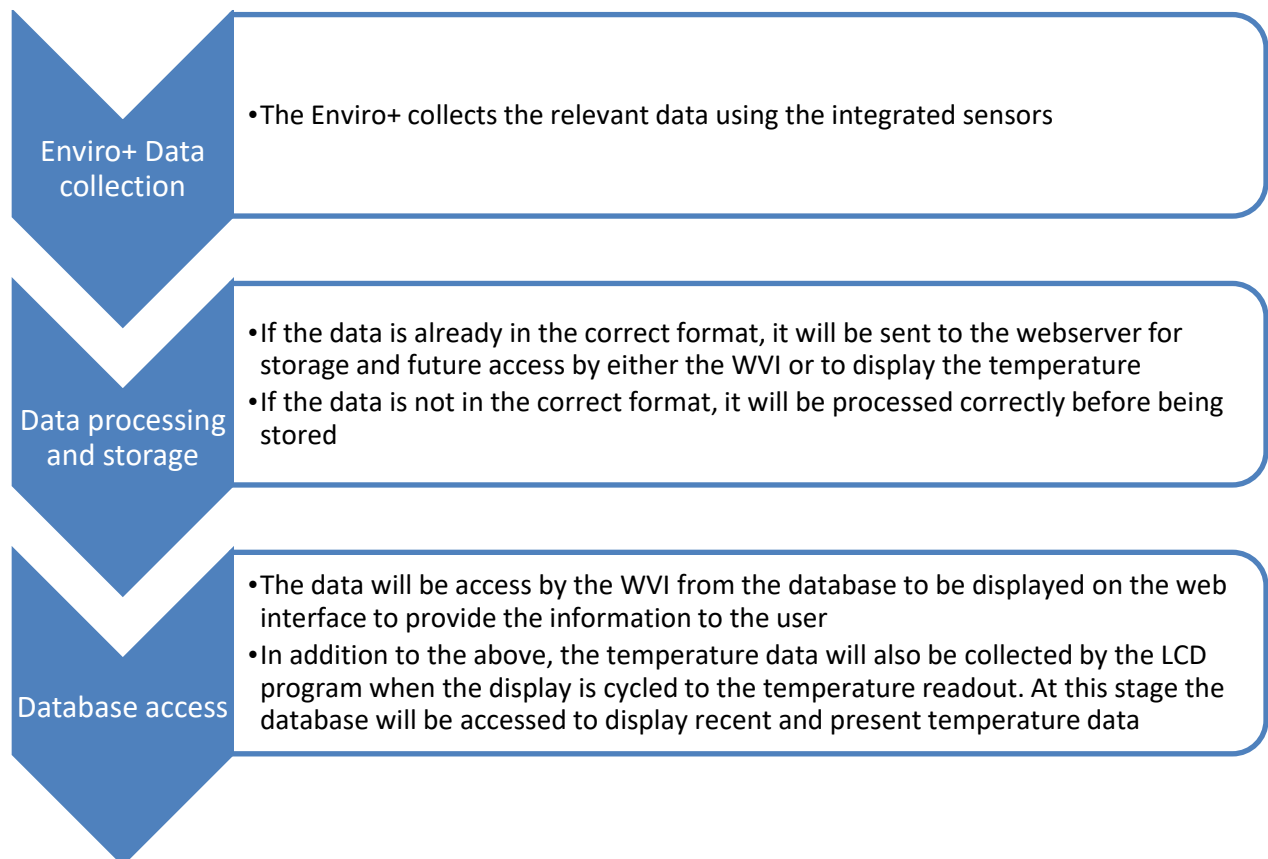 Enviro+ Data
collection
•The Enviro+ collects the relevant data using the integrated sensors
Data processing
and storage
•If the data is already in the correct format, it will be sent to the webserver for
storage and future access by either the WVI or to display the temperature
•If the data is not in the correct format, it will be processed correctly before being
stored
Database access
•The data will be access by the WVI from the database to be displayed on the web
interface to provide the information to the user
•In addition to the above, the temperature data will also be collected by the LCD
program when the display is cycled to the temperature readout. At this stage the
database will be accessed to display recent and present temperature data